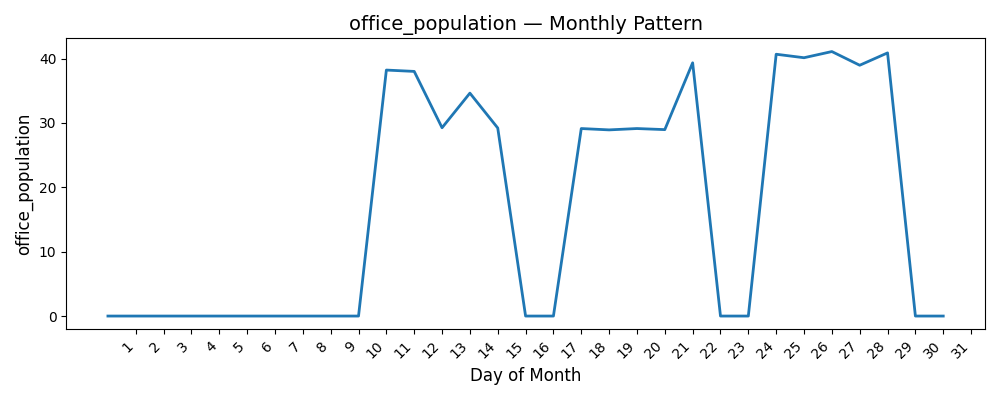 office_population — Monthly Pattern
office_population
40
30
20
10
0
1 2 3 4 5 6 7 8 9 10 11 12 13 14 15 16 17 18 19 20 21 22 23 24 25 26 27 28 29 30 31
Day of Month